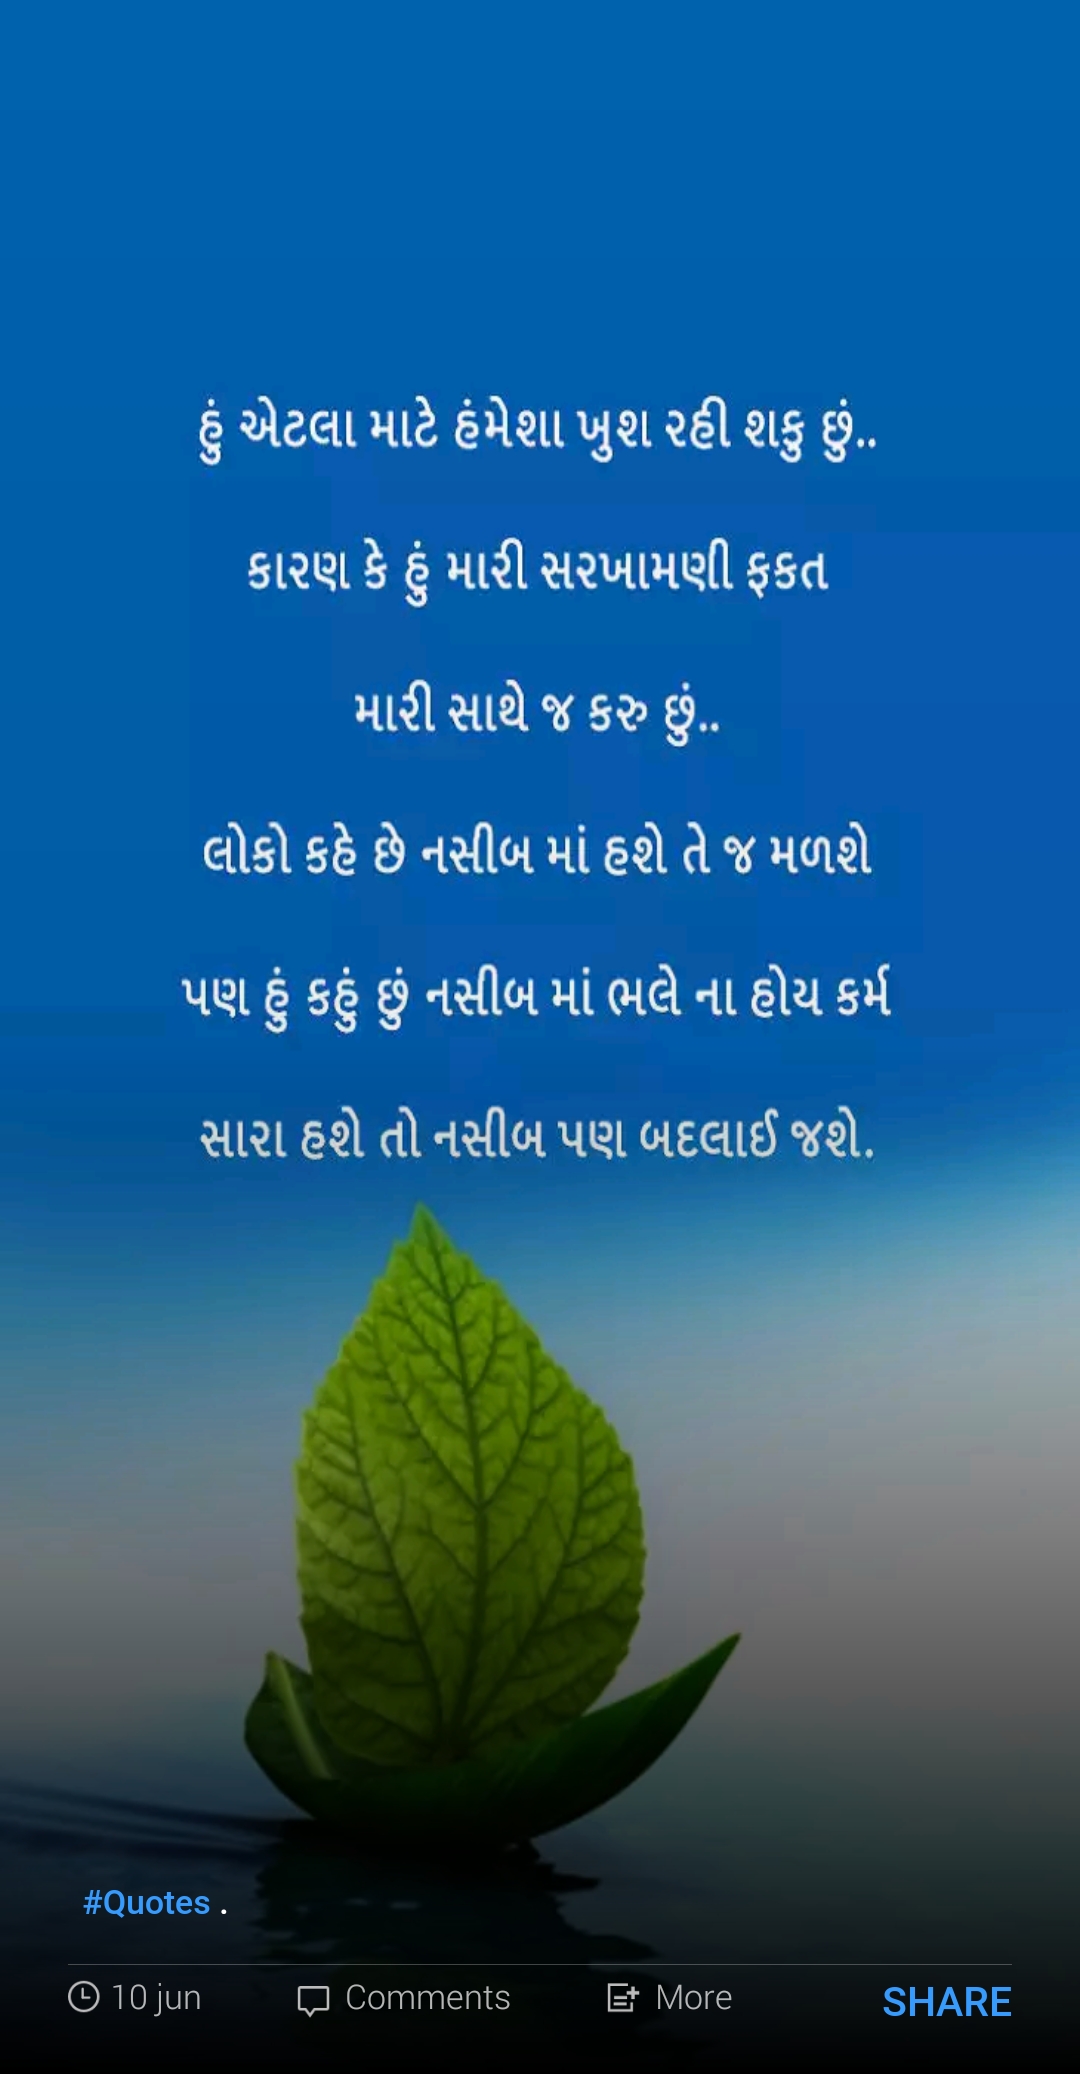 હું એટલા માટે હંમેશા ખુશ રહી શકુ છું..
કારણ કે હું મારી સરખામણી ફકત
મારી સાથે જ કરુ છું..
લોકો કહે છે નસીબ માં હશે તે જ મળશે
પણ હું કહું છું નસીબ માં ભલે ના હોય કર્મ
સારા હશે તો નસીબ પણ બદલાઈ જશે.
#Quotes .
10 jun Comments More SHARE